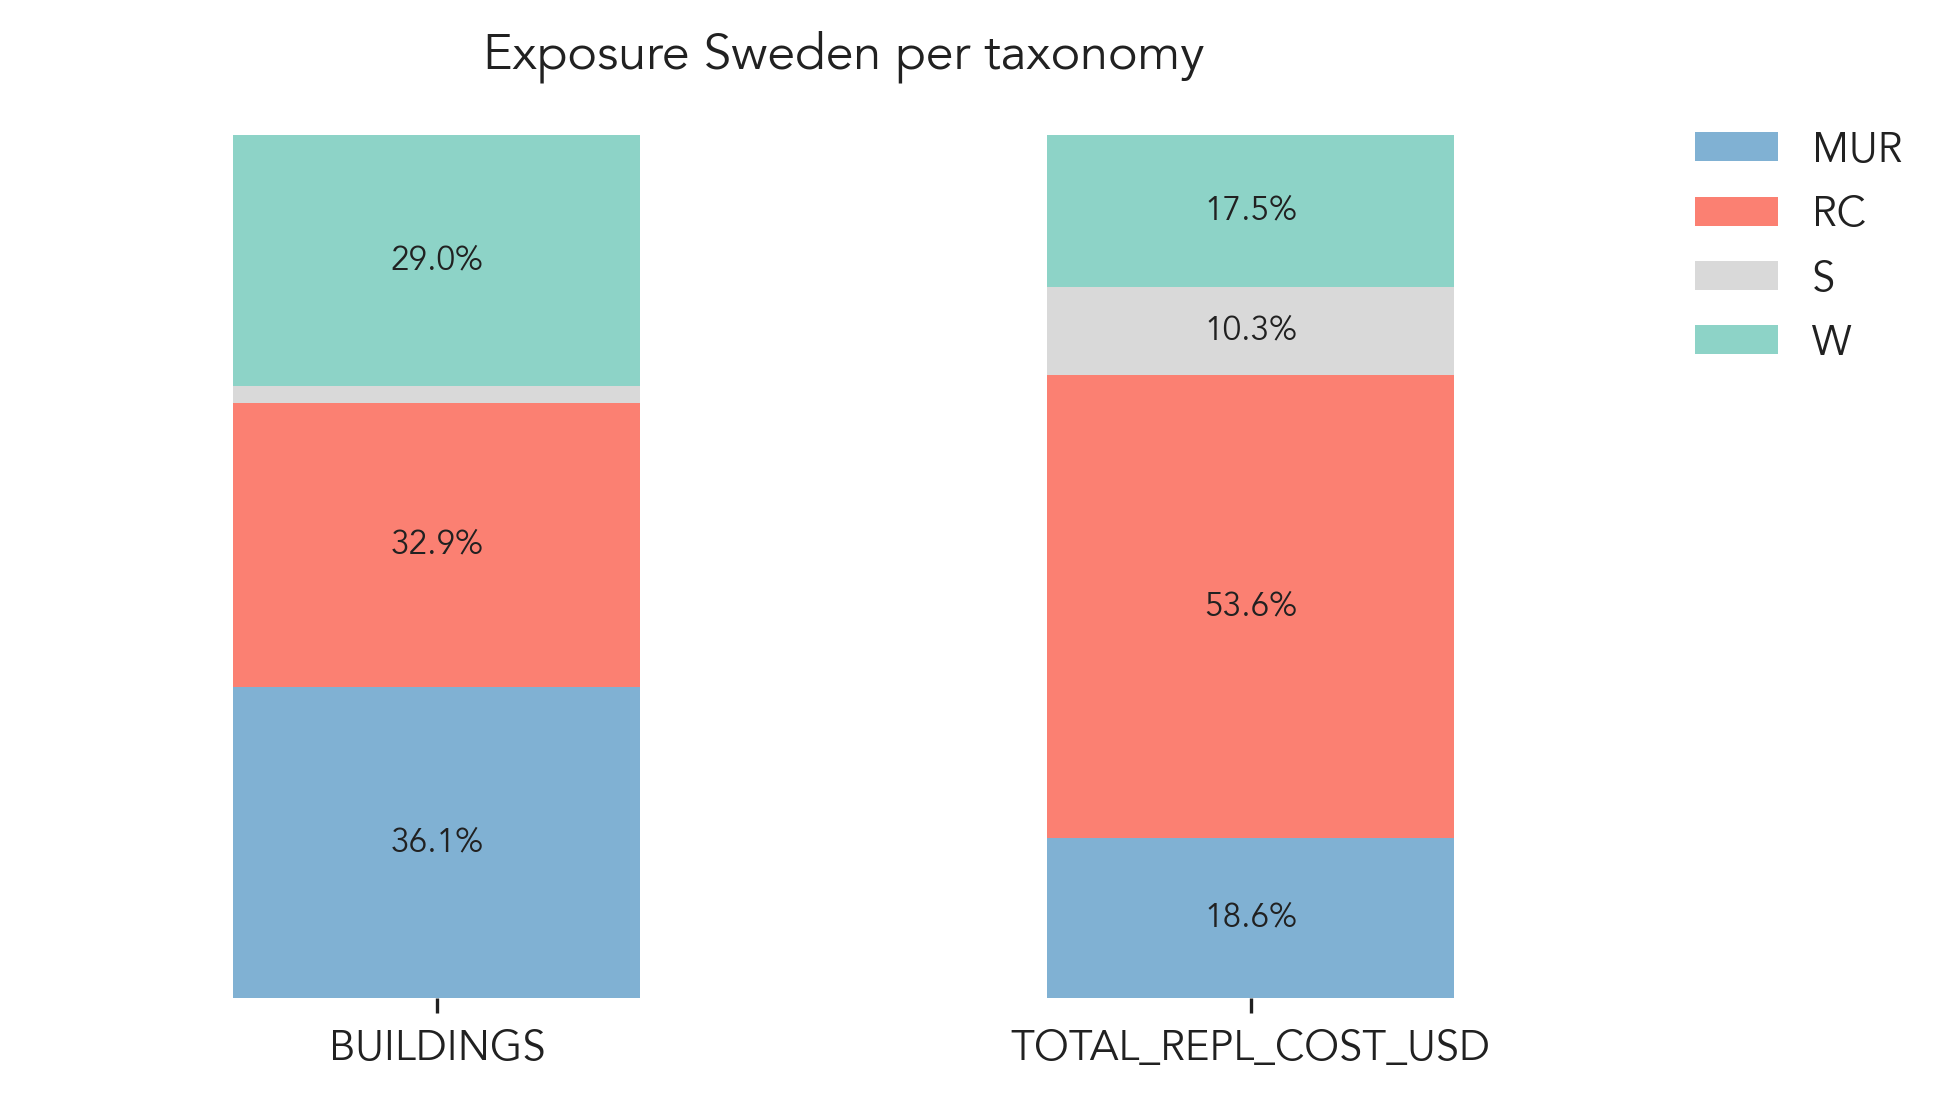 Exposure Sweden per taxonomy
29.0%
32.9%
36.1%
BUILDINGS
17.5%
10.3%
53.6%
18.6%
TOTAL_REPL_COST_USD
MUR
RC
S
W